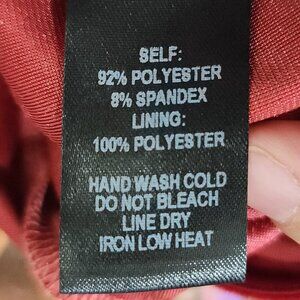 SELF:
92% POLYESTER
8% SPANDEX
LINING:
100% POLYESTER
HAND WASH COLD
DO NOT BLEACH
LINE DRY
IRON LOW HEAT